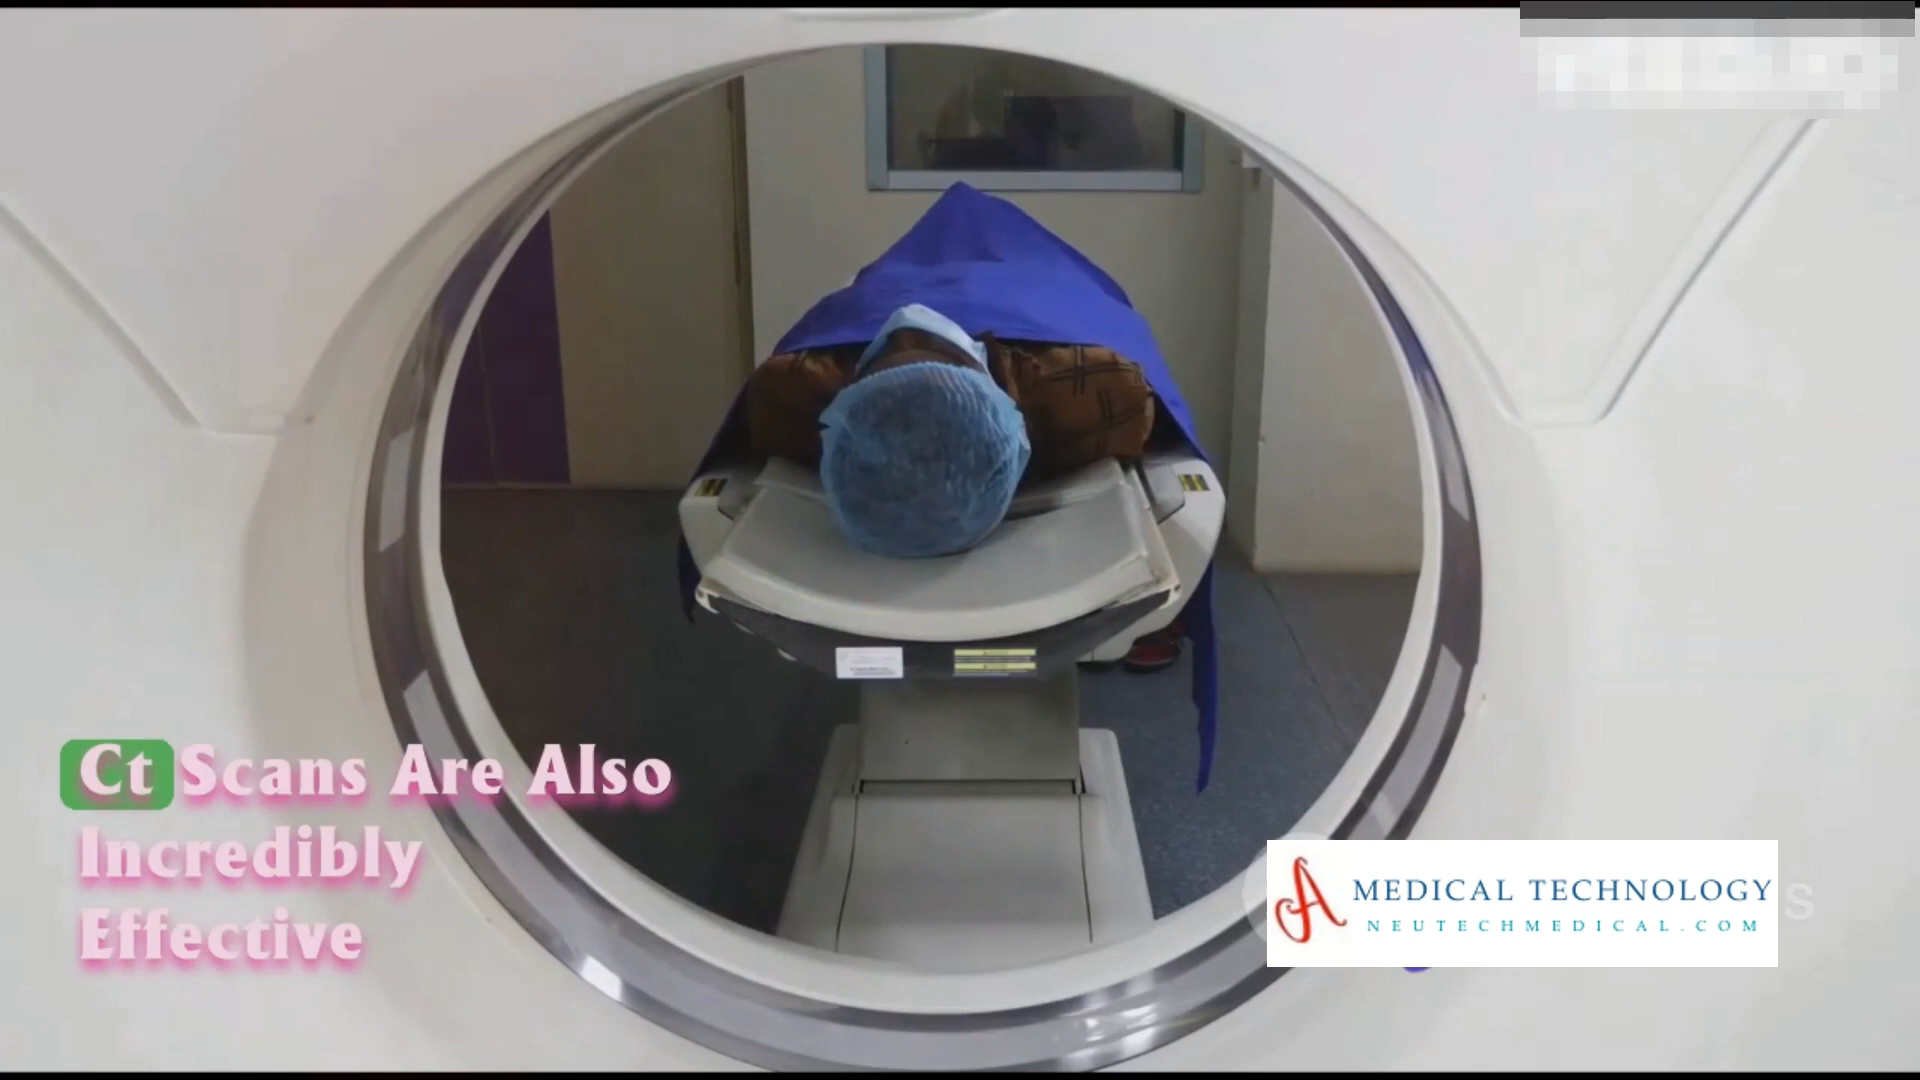 Ct Scans Are Also
Incredibly
Effective
A MEDICAL TECHNOLOGY
NEUTECHMEDICAL.COM